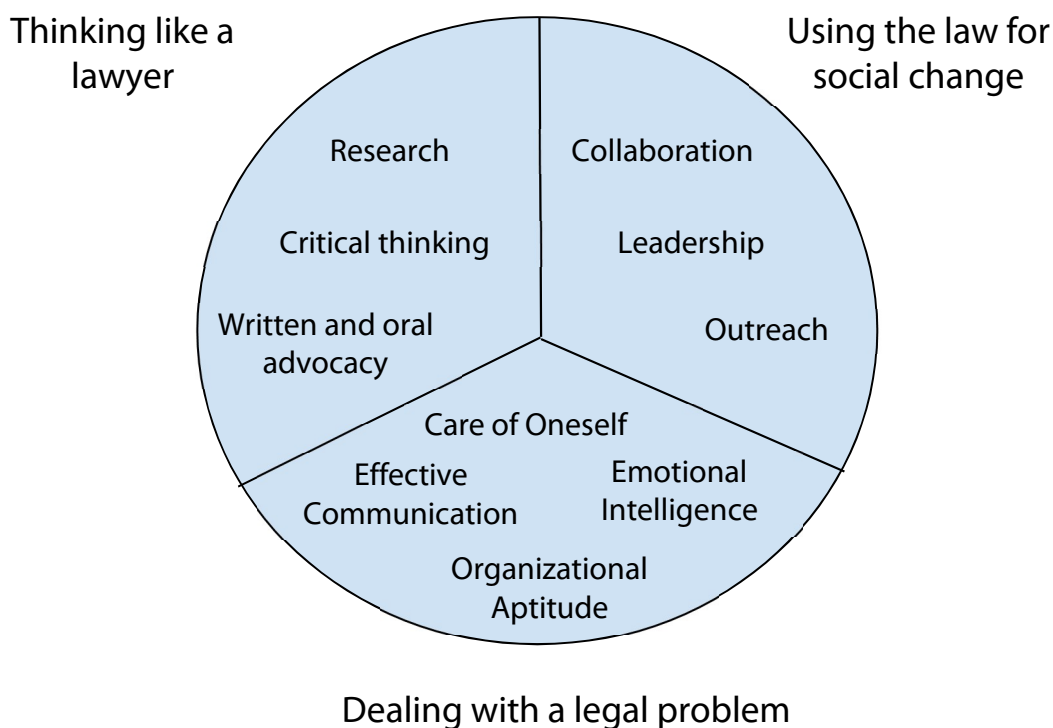 Thinking like a
lawyer
Using the law for
social change
Research
Critical thinking
Written and oral
advocacy
Collaboration
Leadership
Outreach
Care of Oneself
Effective
Communication
Emotional
Intelligence
Organizational
Aptitude
Dealing with a legal problem